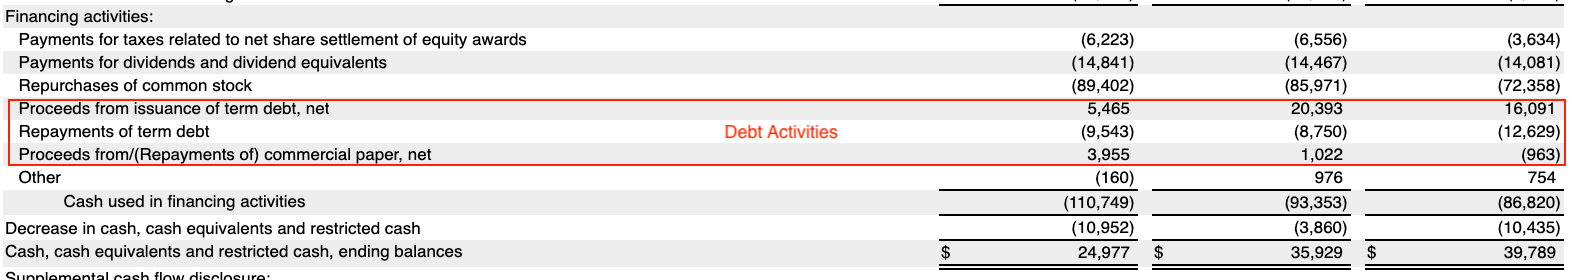 Financing activities:
Payments for taxes related to net share settlement of equity awards (6,223) (6,556) (3,634)
Payments for dividends and dividend equivalents (14,841) (14,467) (14,081)
Repurchases of common stock (89,402) (85,971) (72,358)
Proceeds from issuance of term debt, net 5,465 20,393 16,091
Repayments of term debt Debt Activities (9,543) (8,750) (12,629)
Proceeds from/(Repayments of) commercial paper, net 3,955 1,022 (963)
Other (160) 976 754
Cash used in financing activities (110,749) (93,353) (86,820)
Decrease in cash, cash equivalents and restricted cash (10,952) (3,860) (10,435)
Cash, cash equivalents and restricted cash, ending balances $ 24,977 $ 35,929 $ 39,789
Supplemental cash flow disclosure: